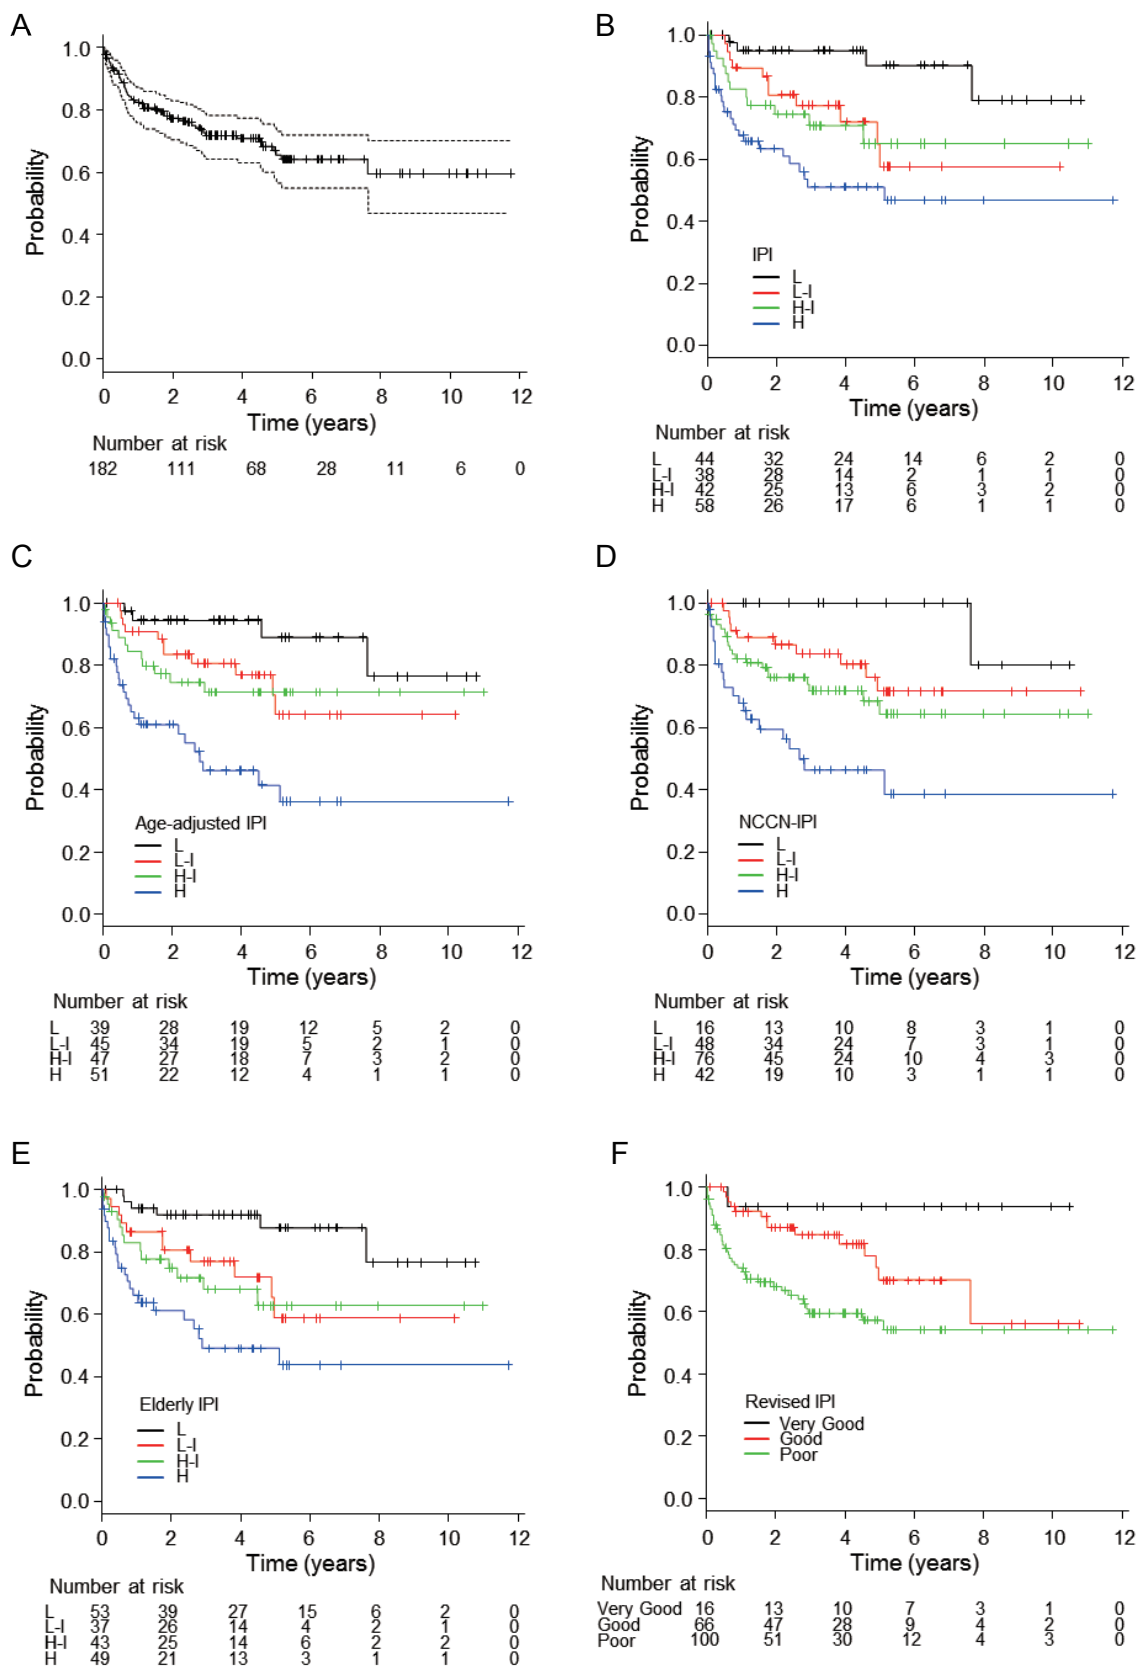 A
1.0
0.8
0.6
0.4
0.2
0.0
Probability
0 2 4 6 8 10 12
Time (years)
Number at risk
182 111 68 28 11 6 0
B
1.0
0.8
0.6
0.4
0.2
0.0
Probability
IPI
L
L-I
H-I
H
0 2 4 6 8 10 12
Time (years)
Number at risk
L 44 32 24 14 6 2 0
L-I 38 28 14 2 1 1 0
H-I 42 25 13 6 3 2 0
H 58 26 17 6 1 1 0
C
1.0
0.8
0.6
0.4
0.2
0.0
Probability
Age-adjusted IPI
L
L-I
H-I
H
0 2 4 6 8 10 12
Time (years)
Number at risk
L 39 28 19 12 5 2 0
L-I 45 34 19 5 2 1 0
H-I 47 27 18 7 3 2 0
H 51 22 12 4 1 1 0
D
1.0
0.8
0.6
0.4
0.2
0.0
Probability
NCCN-IPI
L
L-I
H-I
H
0 2 4 6 8 10 12
Time (years)
Number at risk
L 16 13 10 8 3 1 0
L-I 48 34 24 7 3 1 0
H-I 76 45 24 10 4 3 0
H 42 19 10 3 1 1 0
E
1.0
0.8
0.6
0.4
0.2
0.0
Probability
Elderly IPI
L
L-I
H-I
H
0 2 4 6 8 10 12
Time (years)
Number at risk
L 53 39 27 15 6 2 0
L-I 37 26 14 4 2 1 0
H-I 43 25 14 6 2 2 0
H 49 21 13 3 1 1 0
F
1.0
0.8
0.6
0.4
0.2
0.0
Probability
Revised IPI
Very Good
Good
Poor
0 2 4 6 8 10 12
Time (years)
Number at risk
Very Good 16 13 10 7 3 1 0
Good 66 47 28 9 4 2 0
Poor 100 51 30 12 4 3 0